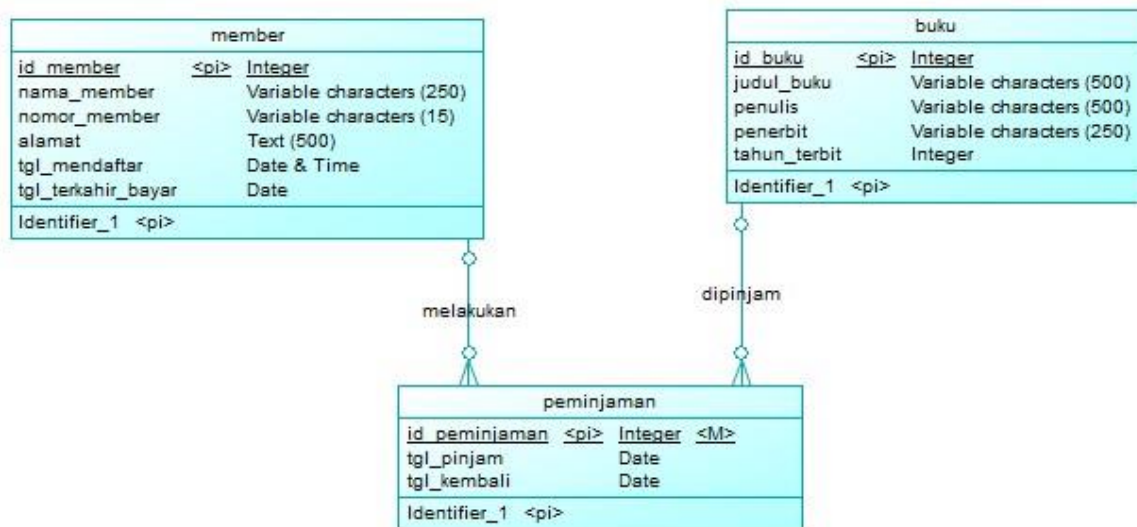 member
id_member <pi> Integer
nama_member Variable characters (250)
nomor_member Variable characters (15)
alamat Text (500)
tgl_mendaftar Date & Time
tgl_terkahir_bayar Date
Identifier_1 <pi>
buku
id_buku <pi> Integer
judul_buku Variable characters (500)
penulis Variable characters (500)
penerbit Variable characters (250)
tahun_terbit Integer
Identifier_1 <pi>
melakukan
dipinjam
peminjaman
id_peminjaman <pi> Integer <M>
tgl_pinjam Date
tgl_kembali Date
Identifier_1 <pi>